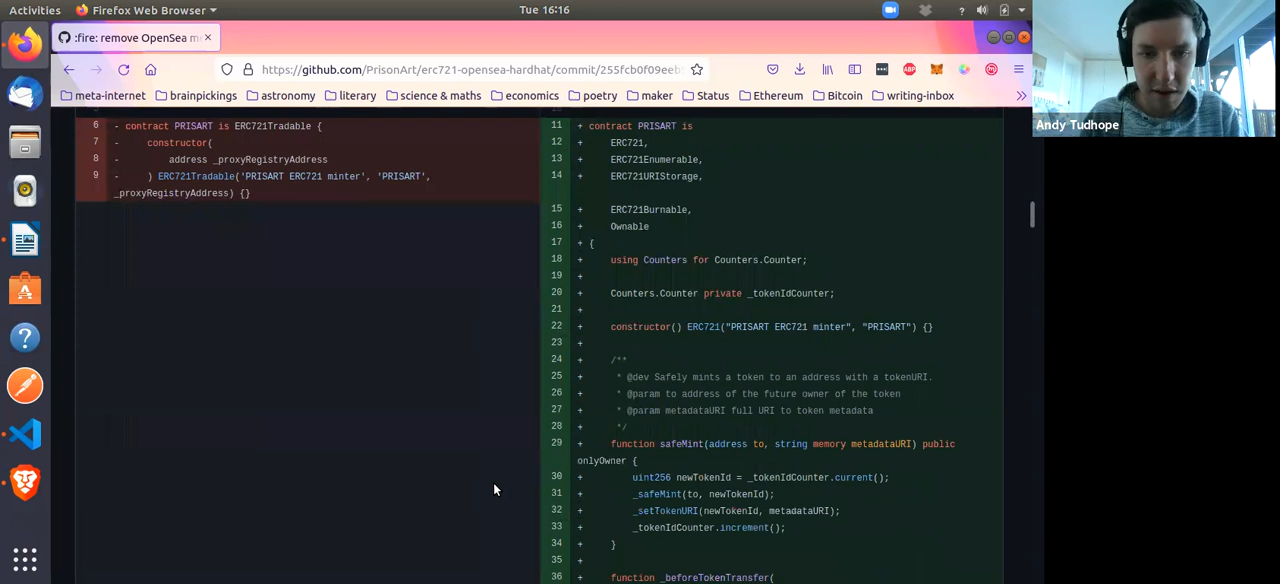 Activities
Firefox Web Browser
Tue 16:16
:fire: remove OpenSea m
https://github.com/PrisonArt/erc721-opensea-hardhat/commit/255fcb0f09eeb
ABP
meta-internet
brainpickings
astronomy
literary
science & maths
economics
poetry
maker
Status
Ethereum
Bitcoin
writing-inbox
Andy Tudhope
6 - contract PRISART is ERC721Tradable {
7 - constructor(
8 - address _proxyRegistryAddress
9 - ) ERC721Tradable('PRISART ERC721 minter', 'PRISART',
_proxyRegistryAddress) {}
11 + contract PRISART is
12 + ERC721,
13 + ERC721Enumerable,
14 + ERC721URIStorage,
15 + ERC721Burnable,
16 + Ownable
17 + {
18 + using Counters for Counters.Counter;
19 +
20 + Counters.Counter private _tokenIdCounter;
21 +
22 + constructor() ERC721("PRISART ERC721 minter", "PRISART") {}
23 +
24 + /**
25 + * @dev Safely mints a token to an address with a tokenURI.
26 + * @param to address of the future owner of the token
27 + * @param metadataURI full URI to token metadata
28 + */
29 + function safeMint(address to, string memory metadataURI) public
onlyOwner {
30 + uint256 newTokenId = _tokenIdCounter.current();
31 + _safeMint(to, newTokenId);
32 + _setTokenURI(newTokenId, metadataURI);
33 + _tokenIdCounter.increment();
34 + }
35 +
36 + function _beforeTokenTransfer(